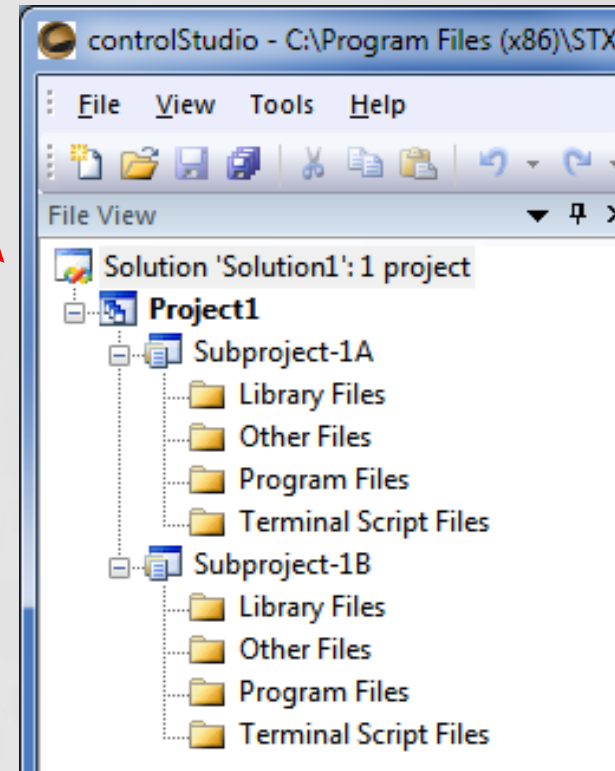 controlStudio - C:\Program Files (x86)\STX
File View Tools Help
File View
Solution 'Solution1': 1 project
Project1
Subproject-1A
Library Files
Other Files
Program Files
Terminal Script Files
Subproject-1B
Library Files
Other Files
Program Files
Terminal Script Files